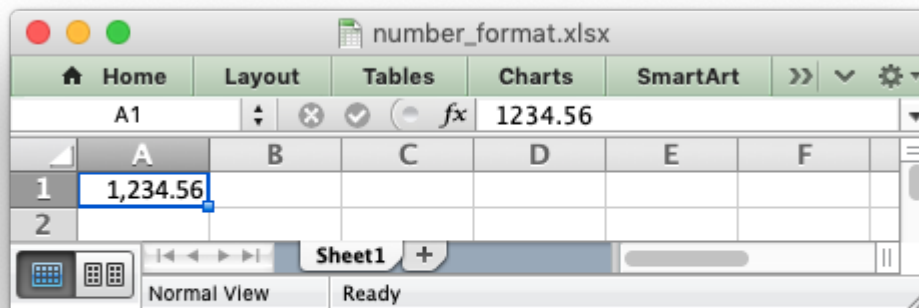 number_format.xlsx
Home Layout Tables Charts SmartArt
A1 fx 1234.56
A B C D E F
1 1,234.56
2
Sheet1 +
Normal View Ready